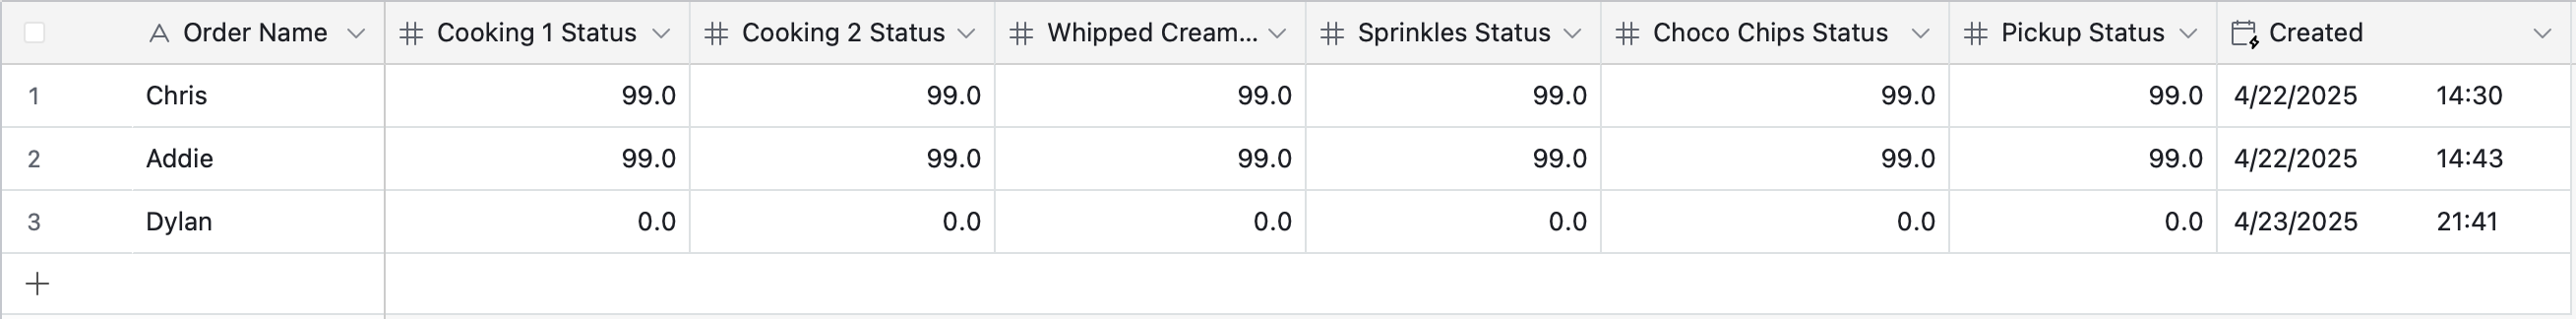 Order Name Cooking 1 Status Cooking 2 Status Whipped Cream... Sprinkles Status Choco Chips Status Pickup Status Created
1 Chris 99.0 99.0 99.0 99.0 99.0 99.0 4/22/2025 14:30
2 Addie 99.0 99.0 99.0 99.0 99.0 99.0 4/22/2025 14:43
3 Dylan 0.0 0.0 0.0 0.0 0.0 0.0 4/23/2025 21:41